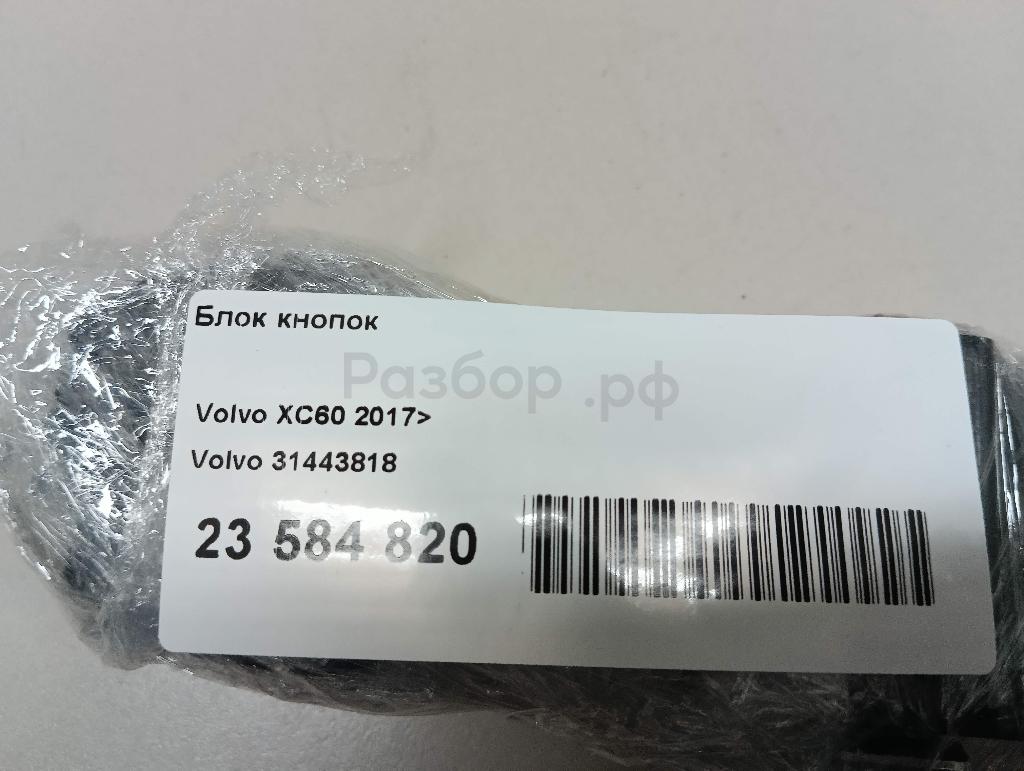 Блок кнопок
Разбор.рф
Volvo XC60 2017>
Volvo 31443818
23 584 820